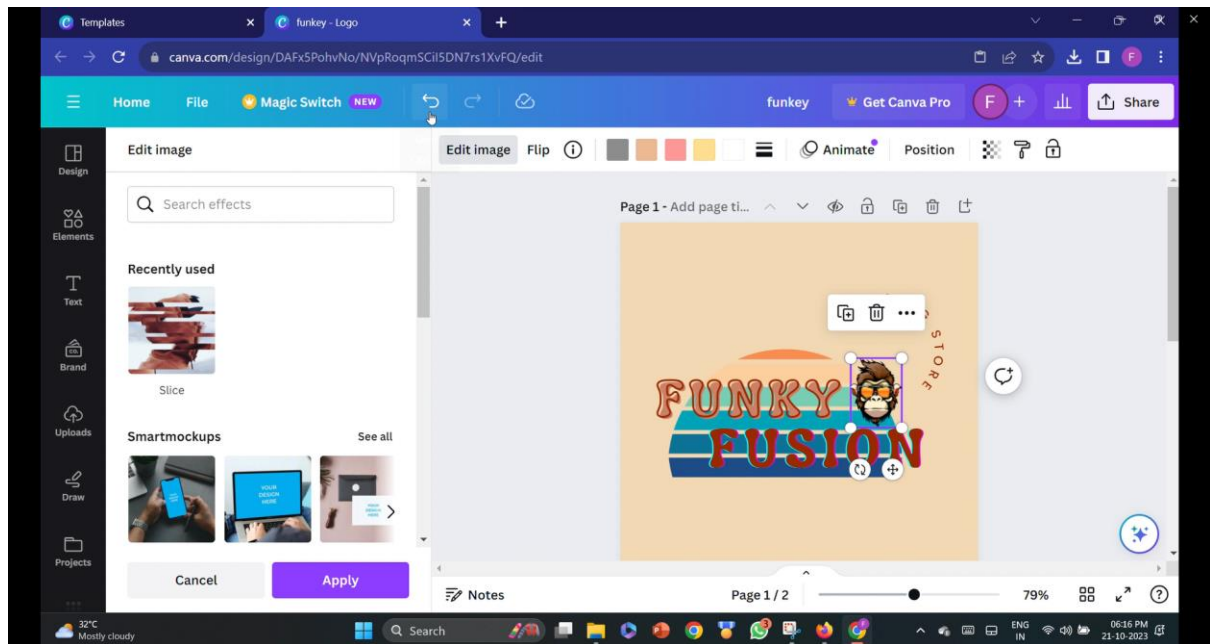 Templates
funkey - Logo
canva.com/design/DAFx5PohvNo/NVpRoqmSCiI5DN7rs1XvFQ/edit
F
Home File Magic Switch NEW funkey Get Canva Pro F + Share
Edit image
Edit image Flip Animate Position
Design
Search effects
Page 1 - Add page ti...
Elements
Recently used
Text
Brand
Slice
STORE
FUNKY
FUSION
Uploads
Smartmockups See all
Draw
YOUR
DESIGN
HERE
Projects
Cancel Apply
Notes Page 1 / 2 79%
32°C
Mostly cloudy
Search
ENG
IN
06:16 PM
21-10-2023